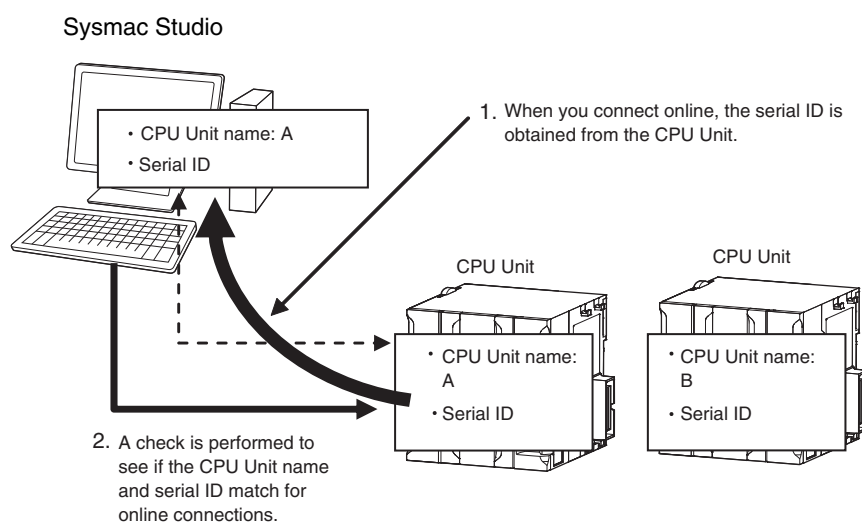 Sysmac Studio
• CPU Unit name: A
• Serial ID
1. When you connect online, the serial ID is
obtained from the CPU Unit.
CPU Unit
• CPU Unit name:
A
• Serial ID
CPU Unit
• CPU Unit name:
B
• Serial ID
2. A check is performed to
see if the CPU Unit name
and serial ID match for
online connections.